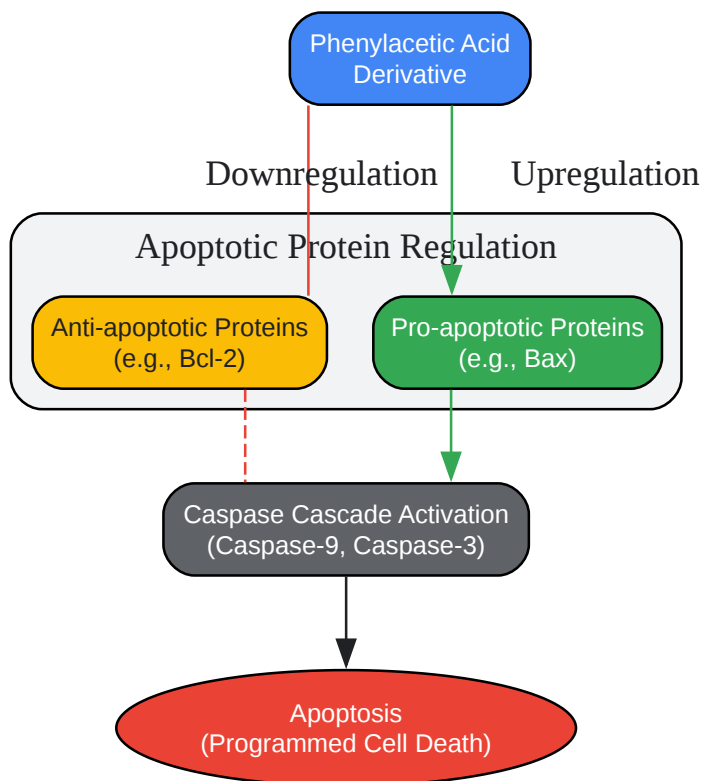 Phenylacetic Acid
Derivative
Downregulation
Upregulation
Apoptotic Protein Regulation
Anti-apoptotic Proteins
(e.g., Bcl-2)
Pro-apoptotic Proteins
(e.g., Bax)
Caspase Cascade Activation
(Caspase-9, Caspase-3)
Apoptosis
(Programmed Cell Death)